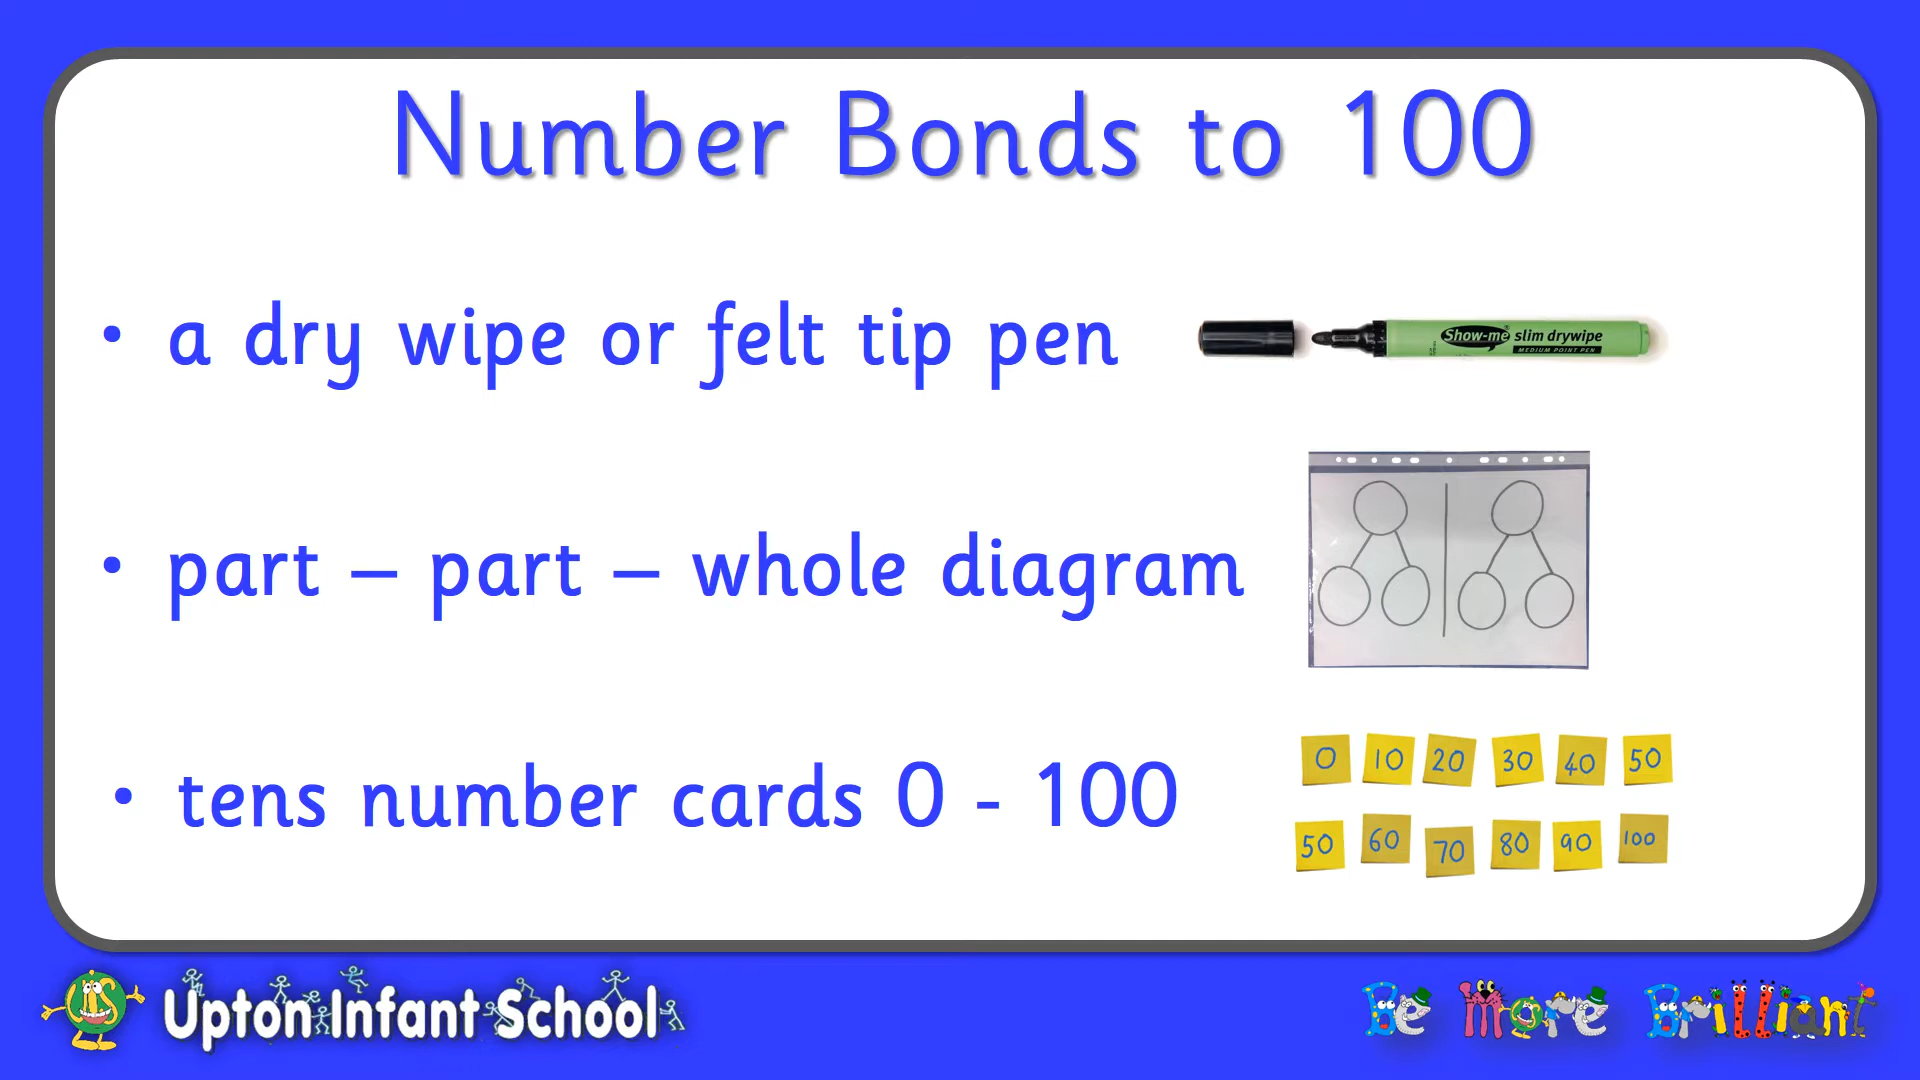 Number Bonds to 100
• a dry wipe or felt tip pen
Show-me slim drywipe
MEDIUM POINT PEN
• part – part – whole diagram
• tens number cards 0 - 100
0 10 20 30 40 50
50 60 70 80 90 100
UIS Upton Infant School
Be More Brilliant